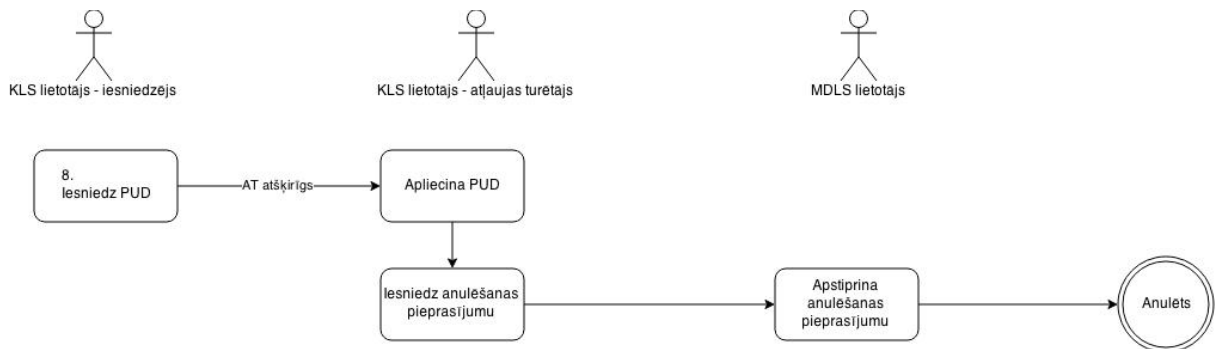 KLS lietotājs - iesniedzējs
KLS lietotājs - atļaujas turētājs
MDLS lietotājs
8.
Iesniedz PUD
AT atšķirīgs
Apliecina PUD
Iesniedz anulēšanas
pieprasījumu
Apstiprina
anulēšanas
pieprasījumu
Anulēts